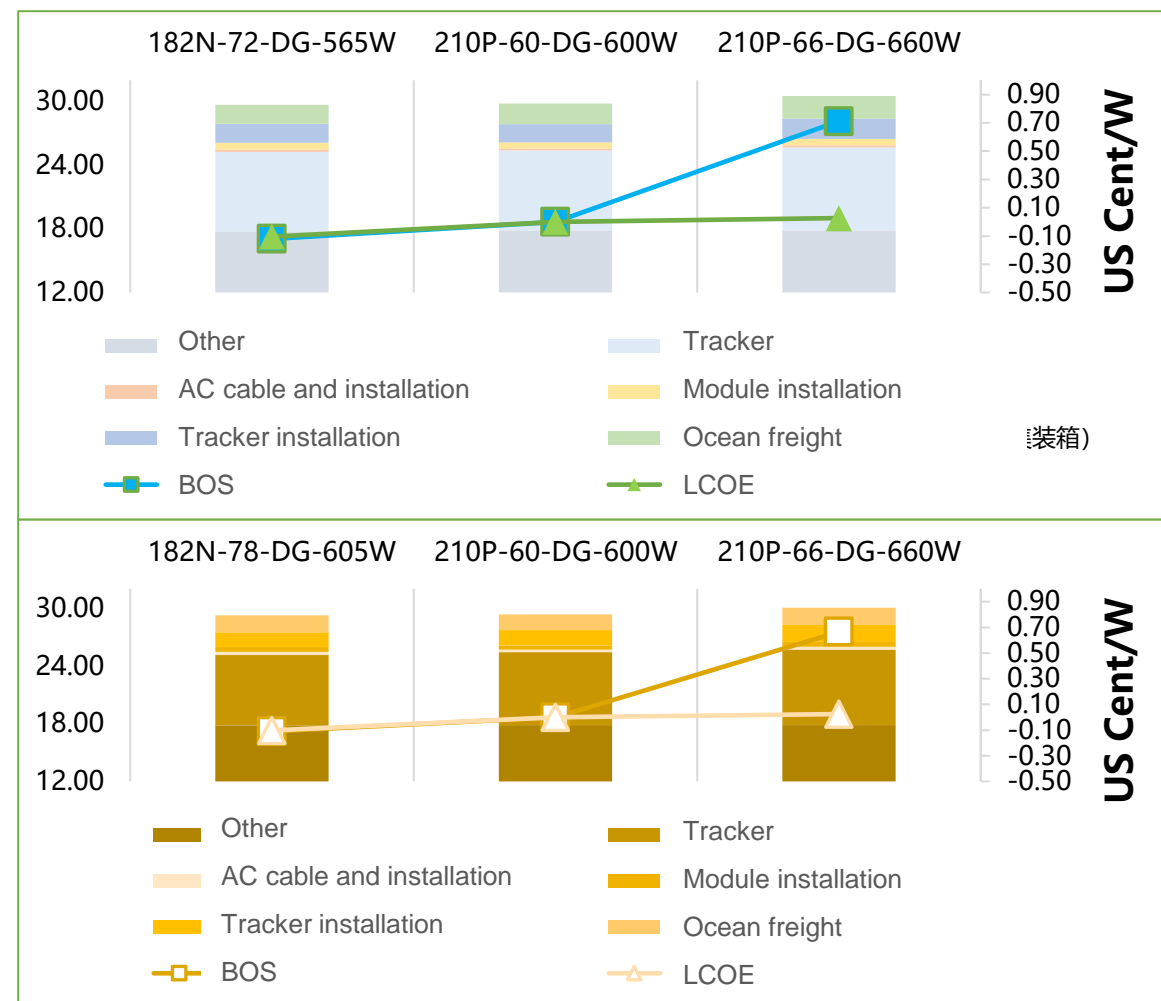 182N-72-DG-565W 210P-60-DG-600W 210P-66-DG-660W
30.00
24.00
18.00
12.00
0.90
0.70
0.50
0.30
0.10
-0.10
-0.30
-0.50
US Cent/W
Other Tracker
AC cable and installation Module installation
Tracker installation Ocean freight
装箱)
BOS LCOE
182N-78-DG-605W 210P-60-DG-600W 210P-66-DG-660W
30.00
24.00
18.00
12.00
0.90
0.70
0.50
0.30
0.10
-0.10
-0.30
-0.50
US Cent/W
Other Tracker
AC cable and installation Module installation
Tracker installation Ocean freight
BOS LCOE